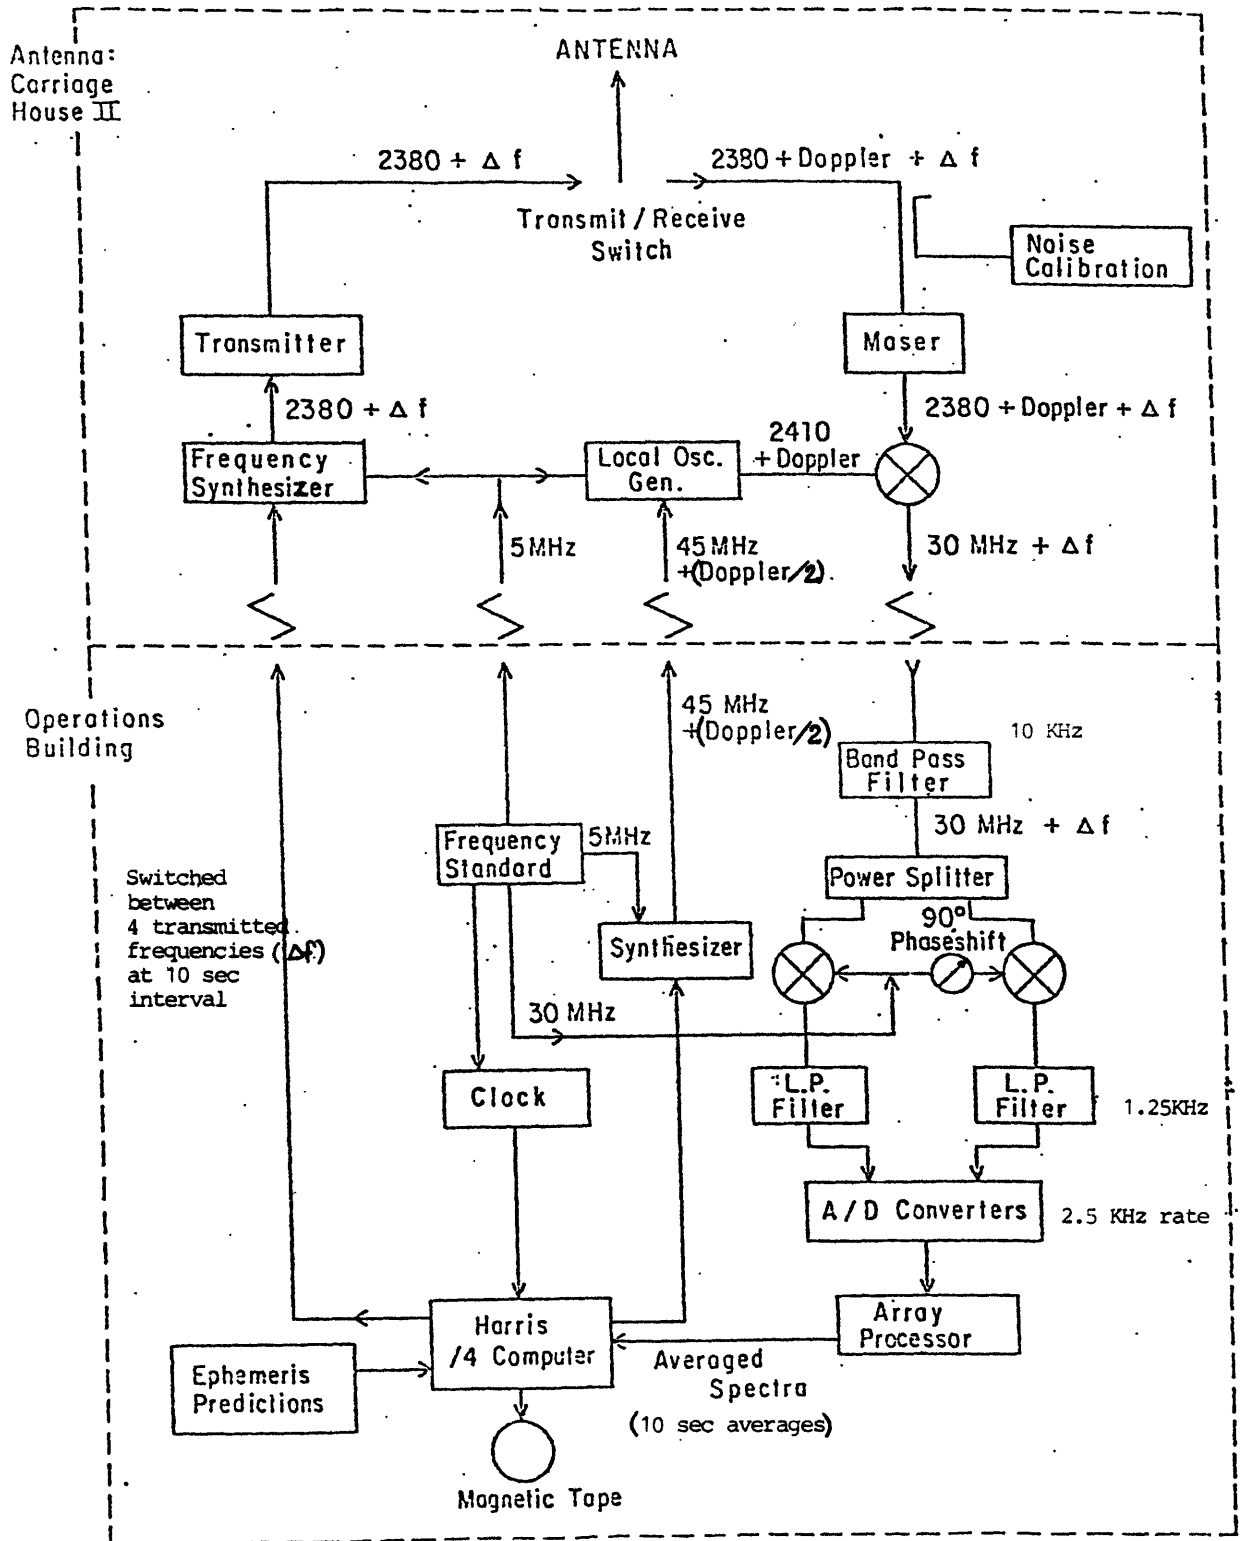 Antenna:
Carriage
House II
ANTENNA
2380 + Δ f
2380 + Doppler + Δ f
Transmit / Receive
Switch
Noise
Calibration
Transmitter
Maser
2380 + Δ f
2380 + Doppler + Δ f
Frequency
Synthesizer
Local Osc.
Gen.
2410
+ Doppler
5 MHz
45 MHz
+(Doppler/2).
30 MHz + Δ f
Operations
Building
45 MHz
+(Doppler/2)
10 KHz
Band Pass
Filter
30 MHz + Δ f
Frequency
Standard
5MHz
Power Splitter
Switched
between
4 transmitted
frequencies (Δf)
at 10 sec
interval
90°
Phaseshift
Synthesizer
30 MHz
Clock
L.P.
Filter
L.P.
Filter
1.25KHz
A/D Converters
2.5 KHz rate
Harris
/4 Computer
Array
Processor
Ephemeris
Predictions
Averaged
Spectra
(10 sec averages)
Magnetic Tape